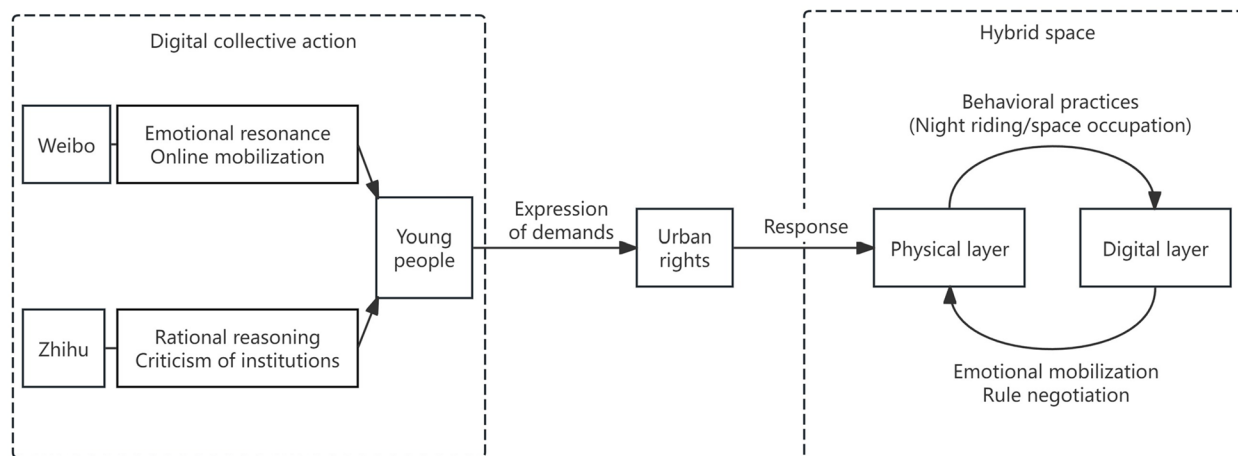 Digital collective action
Weibo
Emotional resonance
Online mobilization
Young
people
Zhihu
Rational reasoning
Criticism of institutions
Expression
of demands
Urban
rights
Response
Hybrid space
Behavioral practices
(Night riding/space occupation)
Physical layer
Digital layer
Emotional mobilization
Rule negotiation